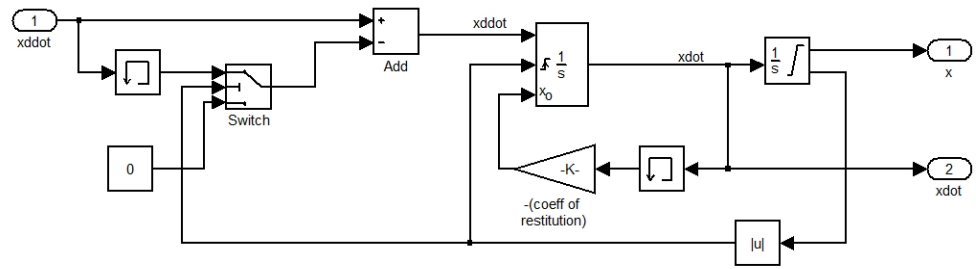 1
xddot
Switch
0
+
−
Add
xddot
1
s
x₀
-K-
-(coeff of
restitution)
xdot
1
s
|u|
1
x
2
xdot